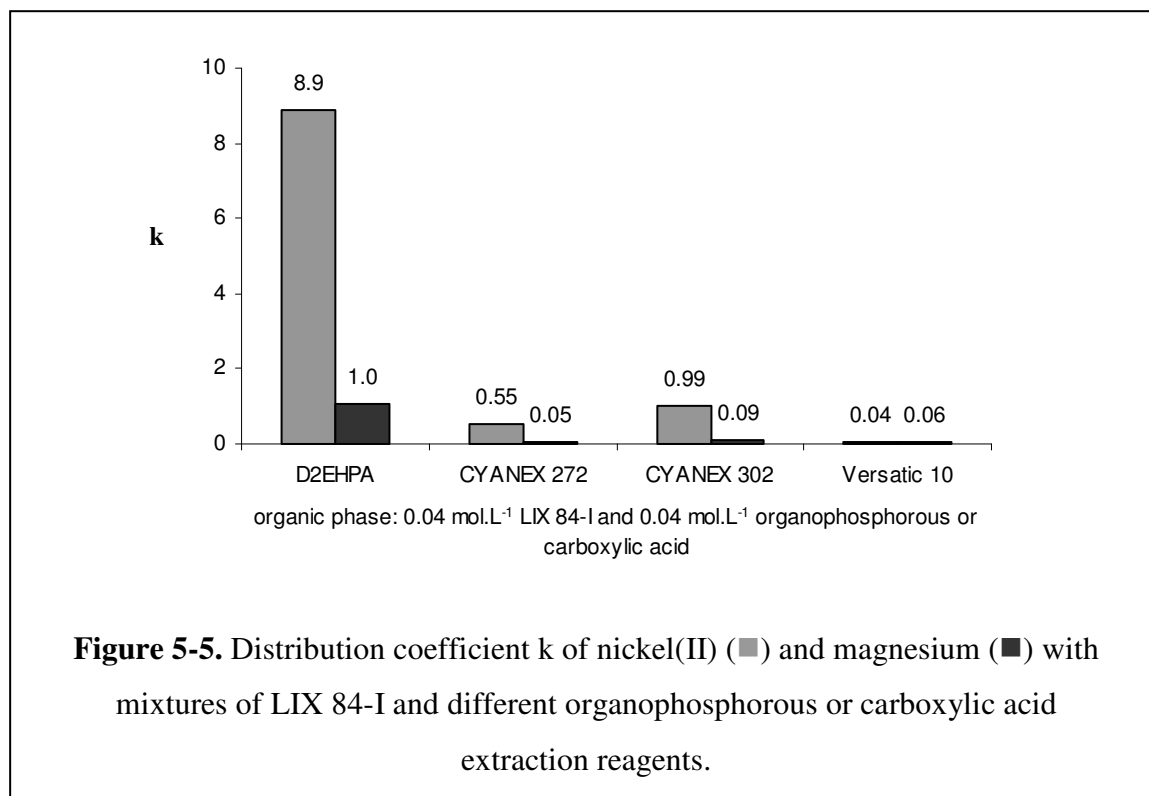 10
8.9
8
6
k
4
2
1.0
0.99
0.55
0.05
0.09
0.04 0.06
0
D2EHPA CYANEX 272 CYANEX 302 Versatic 10
organic phase: 0.04 mol.L⁻¹ LIX 84-I and 0.04 mol.L⁻¹ organophosphorous or
carboxylic acid
Figure 5-5. Distribution coefficient k of nickel(II) (■) and magnesium (■) with
mixtures of LIX 84-I and different organophosphorous or carboxylic acid
extraction reagents.